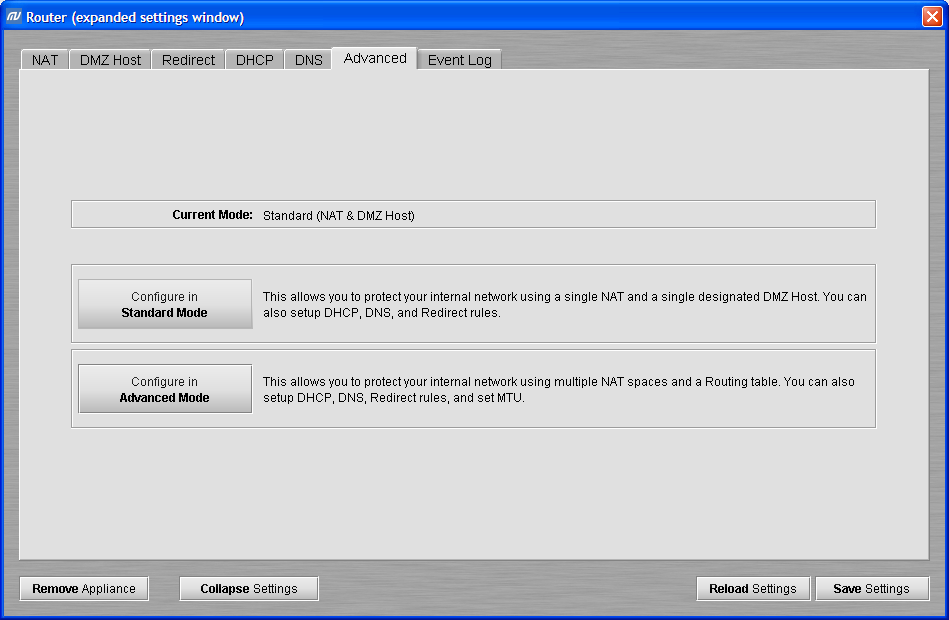 Router (expanded settings window)
NAT DMZ Host Redirect DHCP DNS Advanced Event Log
Current Mode: Standard (NAT & DMZ Host)
Configure in
Standard Mode
This allows you to protect your internal network using a single NAT and a single designated DMZ Host. You can
also setup DHCP, DNS, and Redirect rules.
Configure in
Advanced Mode
This allows you to protect your internal network using multiple NAT spaces and a Routing table. You can also
setup DHCP, DNS, Redirect rules, and set MTU.
Remove Appliance Collapse Settings Reload Settings Save Settings